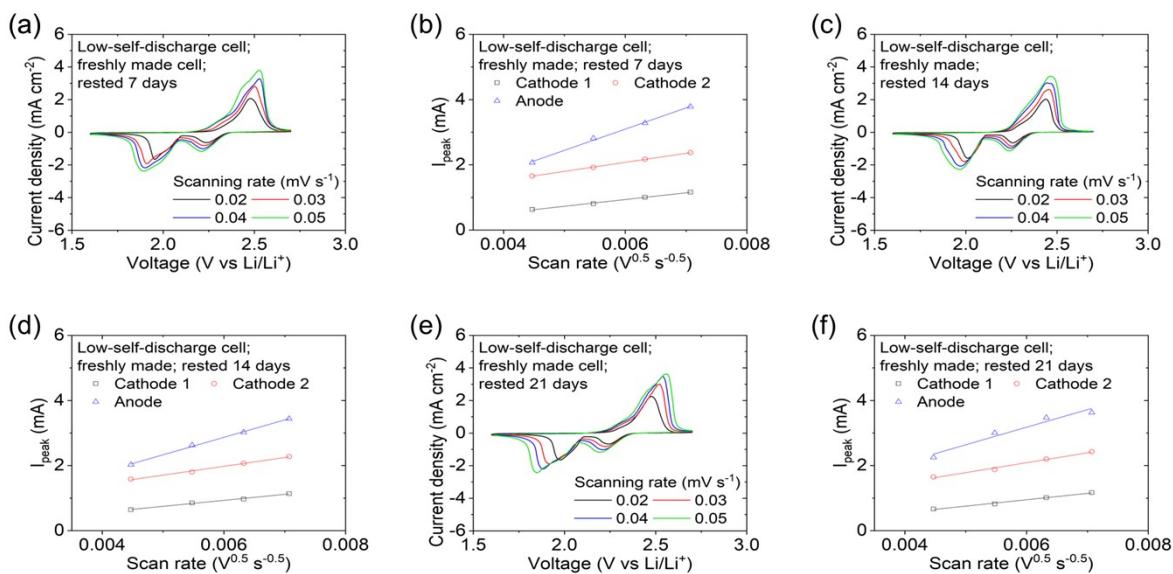 (a)
Low-self-discharge cell;
freshly made cell;
rested 7 days
Scanning rate (mV s⁻¹)
0.02 0.03
0.04 0.05
6
4
2
0
-2
-4
-6
Current density (mA cm⁻²)
1.5 2.0 2.5 3.0
Voltage (V vs Li/Li⁺)
(b)
Low-self-discharge cell;
freshly made; rested 7 days
Cathode 1 Cathode 2
Anode
6
4
2
0
I_peak (mA)
0.004 0.006 0.008
Scan rate (V⁰·⁵ s⁻⁰·⁵)
(c)
Low-self-discharge cell;
freshly made;
rested 14 days
Scanning rate (mV s⁻¹)
0.02 0.03
0.04 0.05
6
4
2
0
-2
-4
-6
Current density (mA cm⁻²)
1.5 2.0 2.5 3.0
Voltage (V vs Li/Li⁺)
(d)
Low-self-discharge cell;
freshly made; rested 14 days
Cathode 1 Cathode 2
Anode
6
4
2
0
I_peak (mA)
0.004 0.006 0.008
Scan rate (V⁰·⁵ s⁻⁰·⁵)
(e)
Low-self-discharge cell;
freshly made cell;
rested 21 days
Scanning rate (mV s⁻¹)
0.02 0.03
0.04 0.05
6
4
2
0
-2
-4
-6
Current density (mA cm⁻²)
1.5 2.0 2.5 3.0
Voltage (V vs Li/Li⁺)
(f)
Low-self-discharge cell;
freshly made; rested 21 days
Cathode 1 Cathode 2
Anode
6
4
2
0
I_peak (mA)
0.004 0.006 0.008
Scan rate (V⁰·⁵ s⁻⁰·⁵)